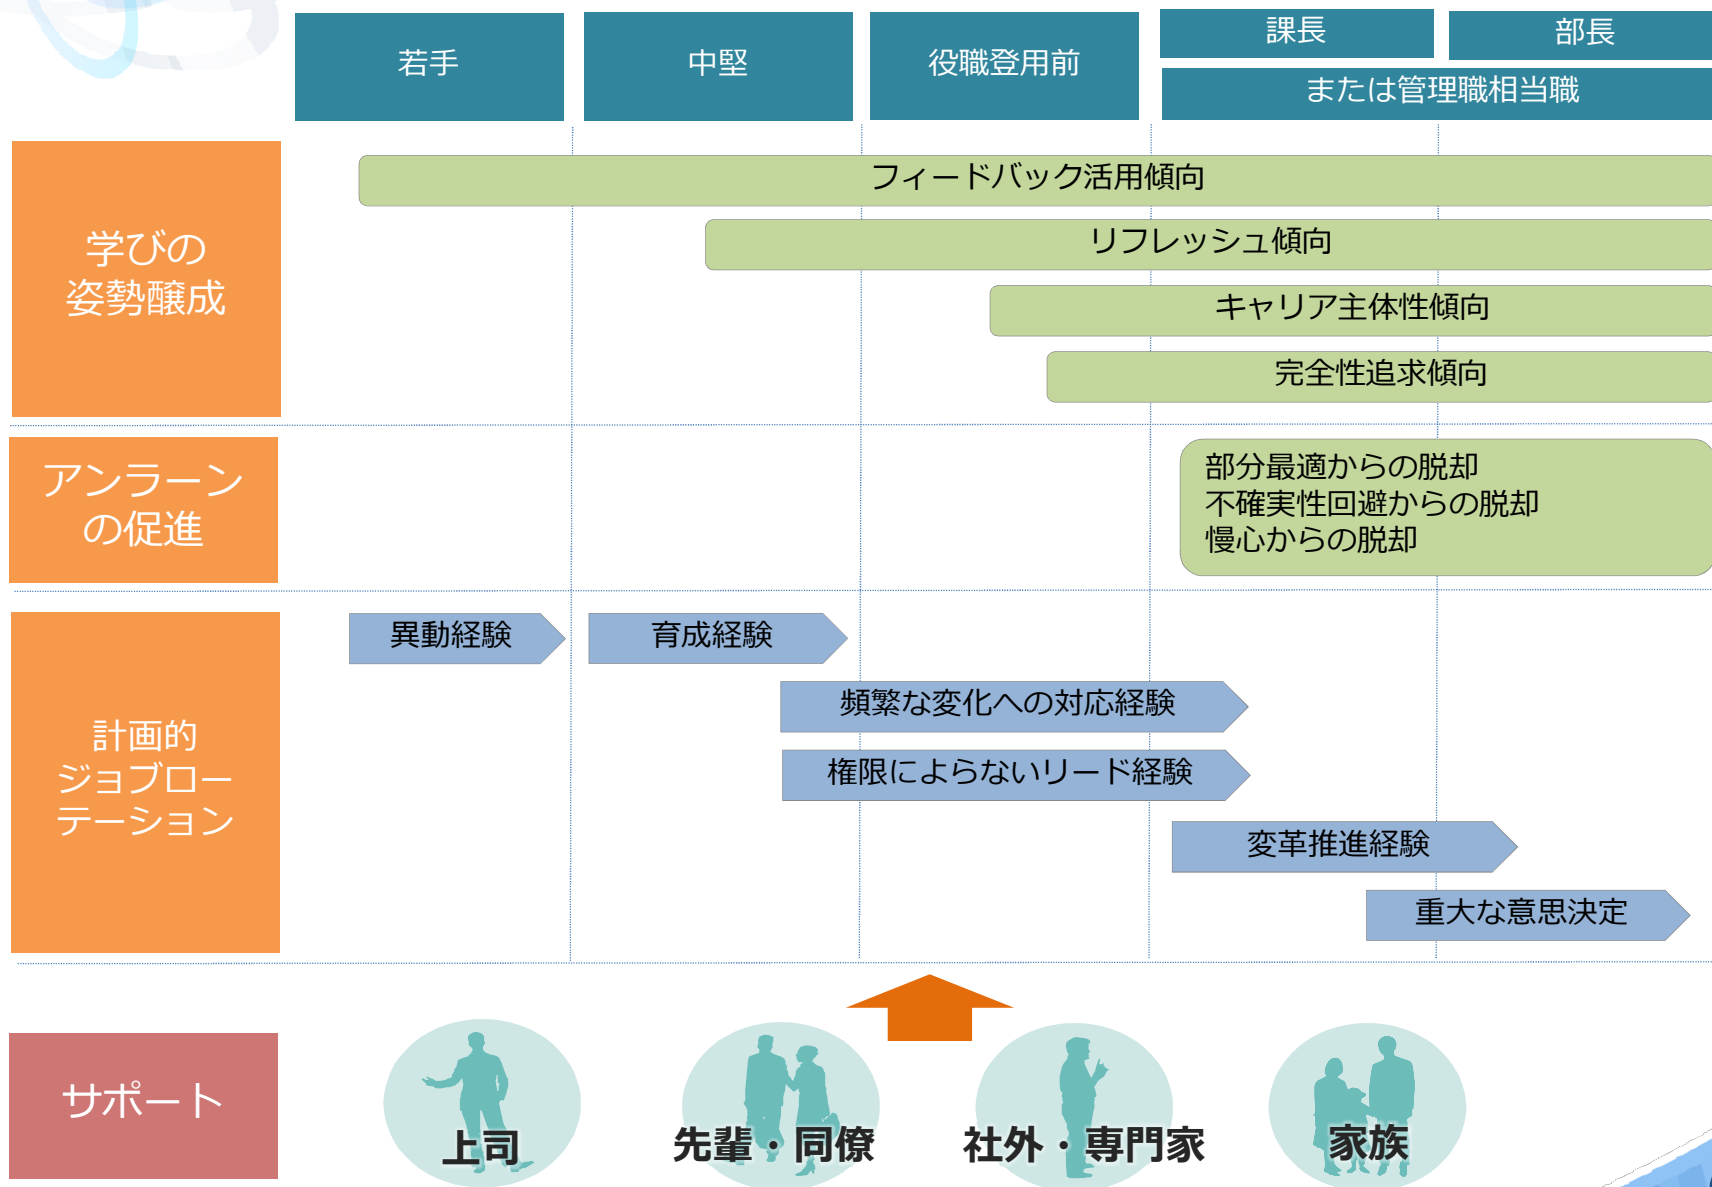 若手
中堅
役職登用前
課長
部長
または管理職相当職
学びの
姿勢醸成
フィードバック活用傾向
リフレッシュ傾向
キャリア主体性傾向
完全性追求傾向
アンラーン
の促進
部分最適からの脱却
不確実性回避からの脱却
慢心からの脱却
計画的
ジョブロー
テーション
異動経験
育成経験
頻繁な変化への対応経験
権限によらないリード経験
変革推進経験
重大な意思決定
サポート
上司
先輩・同僚
社外・専門家
家族